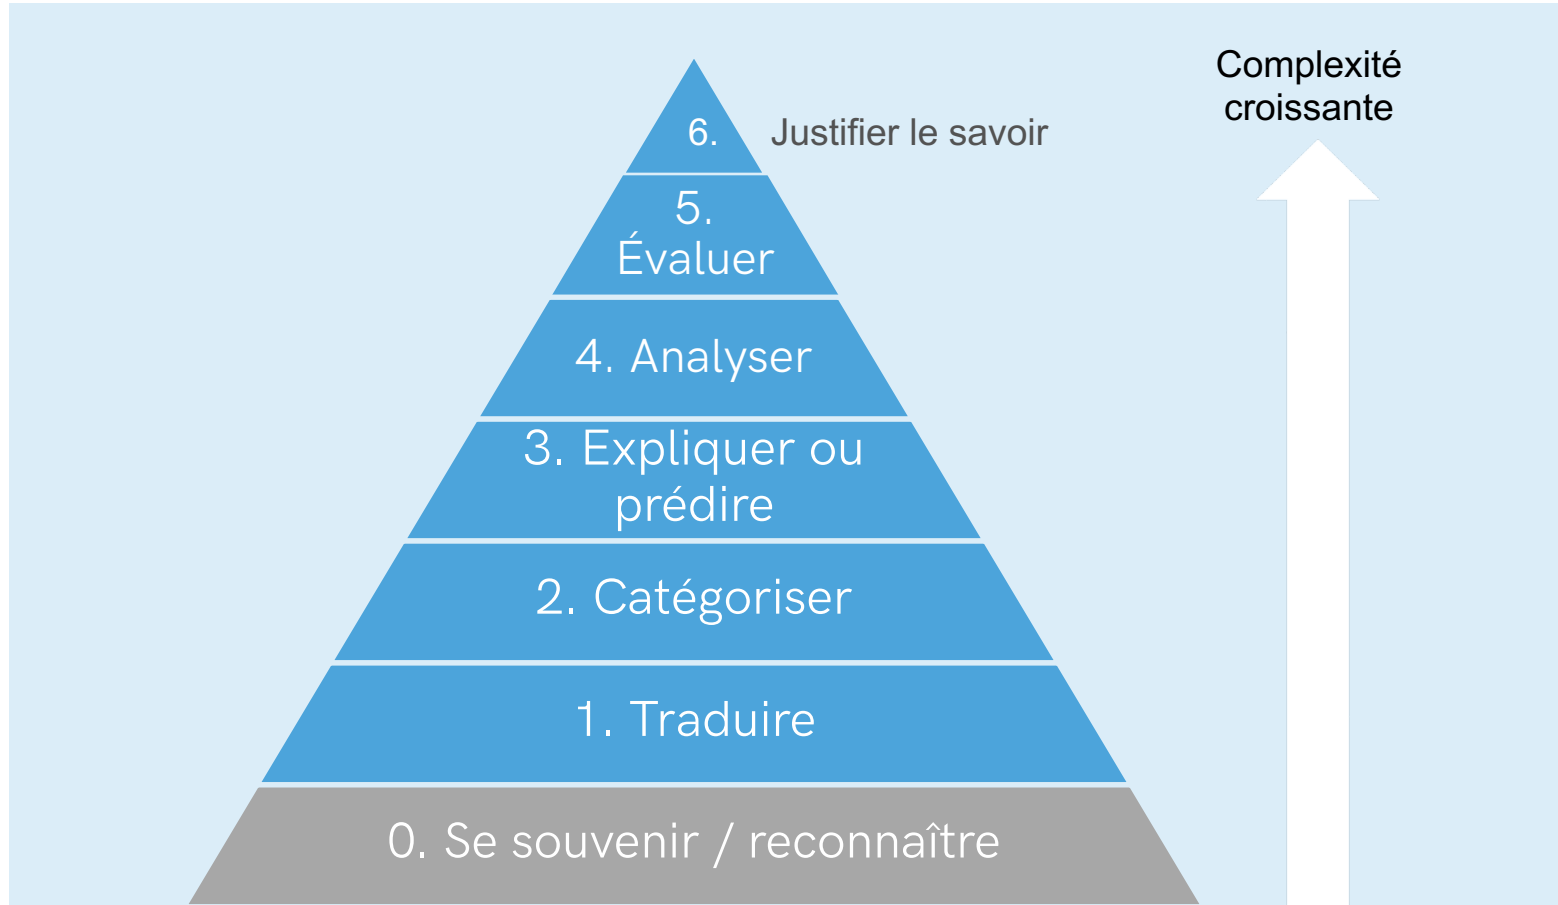 Complexité
croissante
6.
Justifier le savoir
5.
Évaluer
4. Analyser
3. Expliquer ou
prédire
2. Catégoriser
1. Traduire
0. Se souvenir / reconnaître